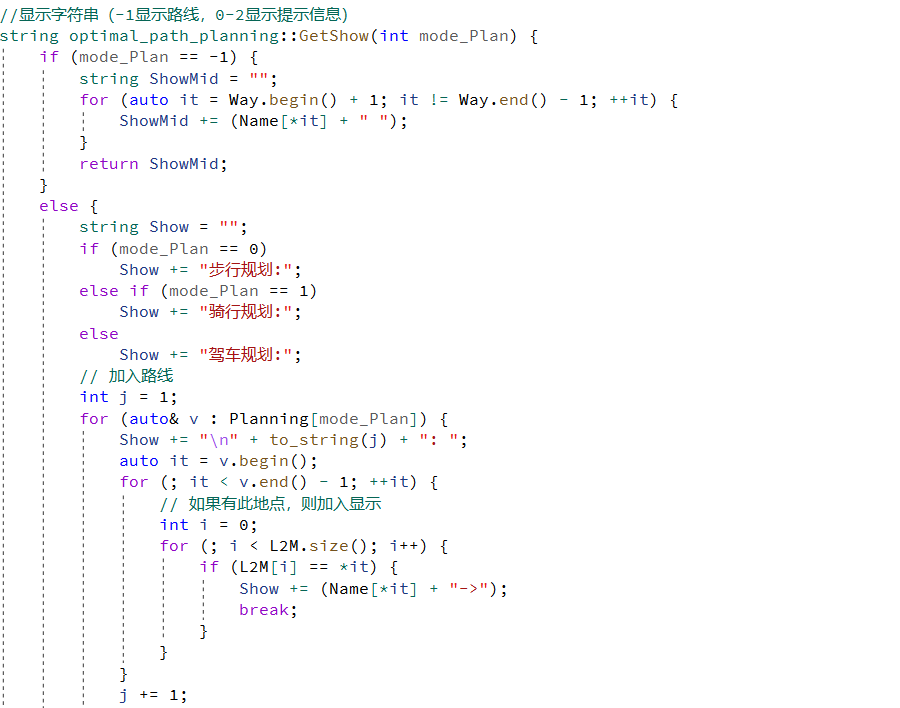 //显示字符串（-1显示路线，0-2显示提示信息）
string optimal_path_planning::GetShow(int mode_Plan) {
    if (mode_Plan == -1) {
        string ShowMid = "";
        for (auto it = Way.begin() + 1; it != Way.end() - 1; ++it) {
            ShowMid += (Name[*it] + " ");
        }
        return ShowMid;
    }
    else {
        string Show = "";
        if (mode_Plan == 0)
            Show += "步行规划:";
        else if (mode_Plan == 1)
            Show += "骑行规划:";
        else
            Show += "驾车规划:";
        // 加入路线
        int j = 1;
        for (auto& v : Planning[mode_Plan]) {
            Show += "\n" + to_string(j) + ": ";
            auto it = v.begin();
            for (; it < v.end() - 1; ++it) {
                // 如果有此地点，则加入显示
                int i = 0;
                for (; i < L2M.size(); i++) {
                    if (L2M[i] == *it) {
                        Show += (Name[*it] + "->");
                        break;
                    }
                }
            }
            j += 1;